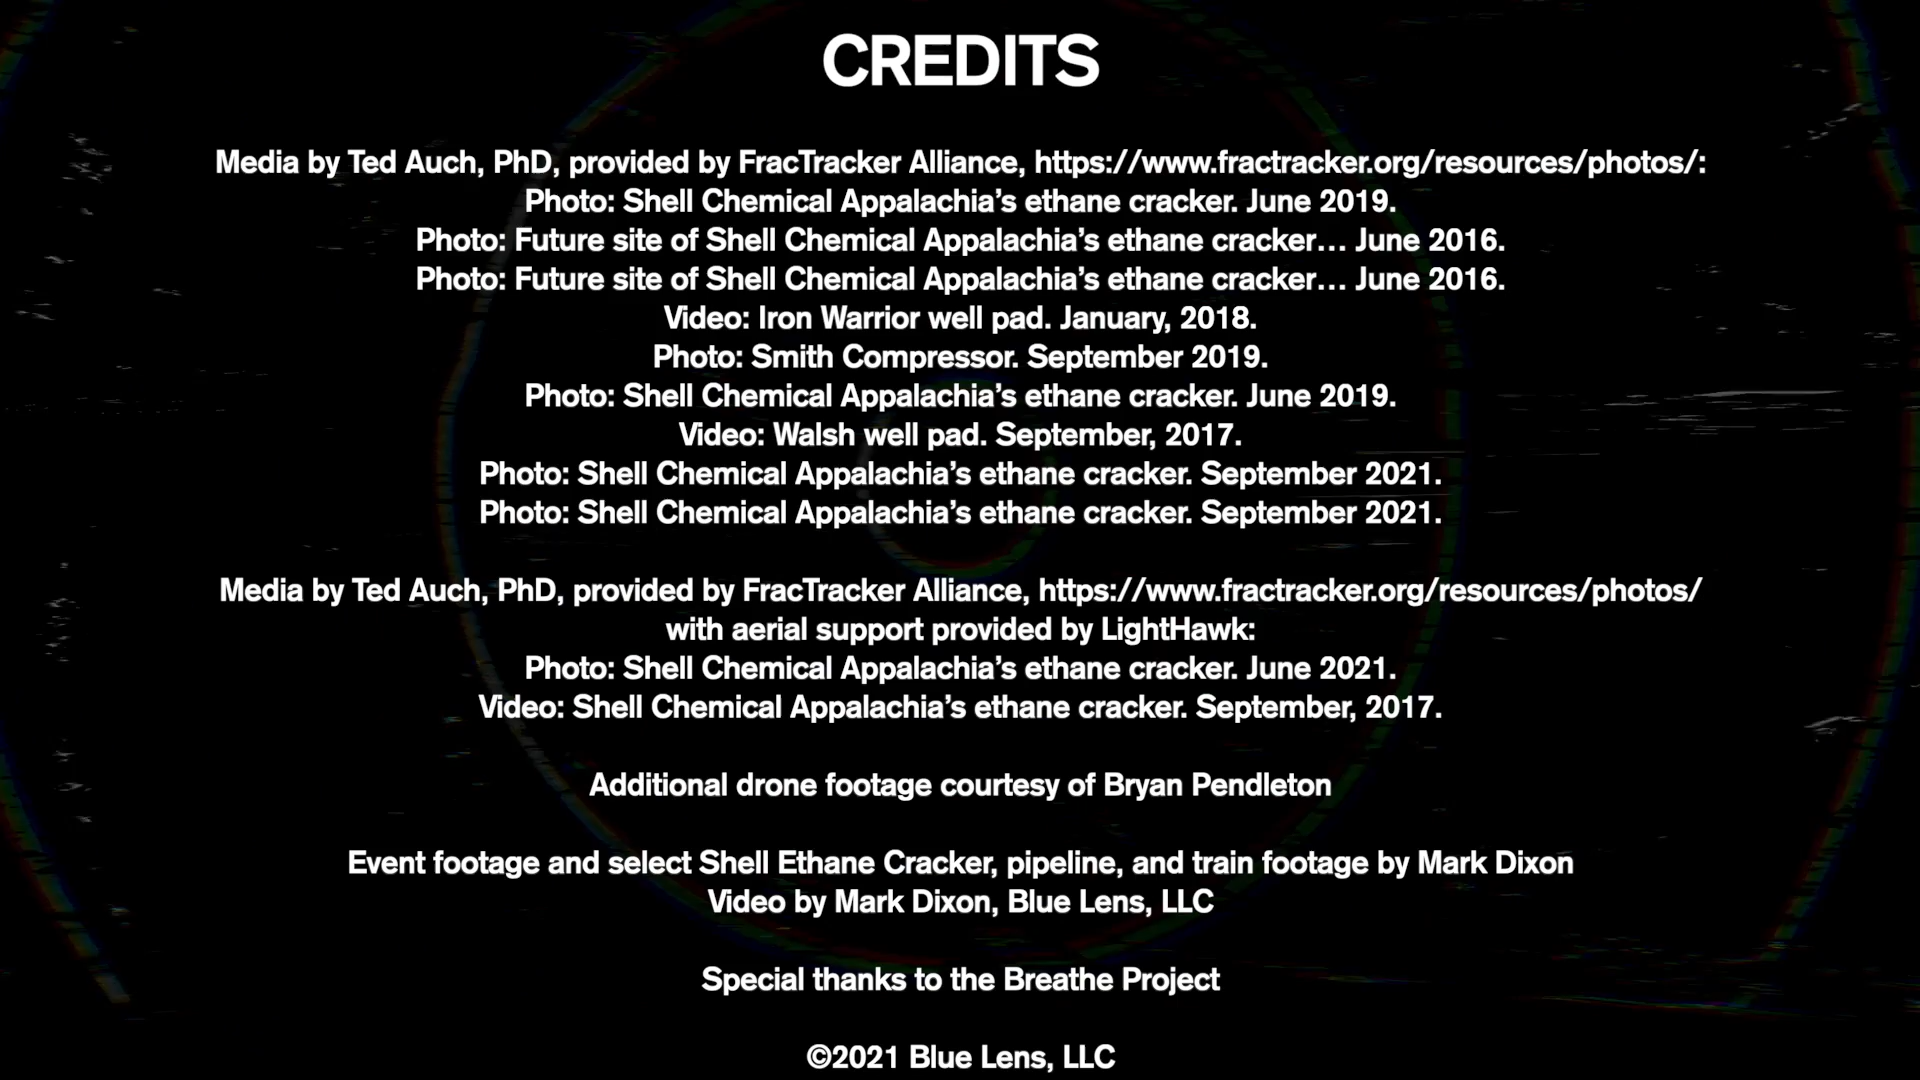 CREDITS
Media by Ted Auch, PhD, provided by FracTracker Alliance, https://www.fractracker.org/resources/photos/:
Photo: Shell Chemical Appalachia’s ethane cracker. June 2019.
Photo: Future site of Shell Chemical Appalachia’s ethane cracker… June 2016.
Photo: Future site of Shell Chemical Appalachia’s ethane cracker… June 2016.
Video: Iron Warrior well pad. January, 2018.
Photo: Smith Compressor. September 2019.
Photo: Shell Chemical Appalachia’s ethane cracker. June 2019.
Video: Walsh well pad. September, 2017.
Photo: Shell Chemical Appalachia’s ethane cracker. September 2021.
Photo: Shell Chemical Appalachia’s ethane cracker. September 2021.
Media by Ted Auch, PhD, provided by FracTracker Alliance, https://www.fractracker.org/resources/photos/
with aerial support provided by LightHawk:
Photo: Shell Chemical Appalachia’s ethane cracker. June 2021.
Video: Shell Chemical Appalachia’s ethane cracker. September, 2017.
Additional drone footage courtesy of Bryan Pendleton
Event footage and select Shell Ethane Cracker, pipeline, and train footage by Mark Dixon
Video by Mark Dixon, Blue Lens, LLC
Special thanks to the Breathe Project
©2021 Blue Lens, LLC